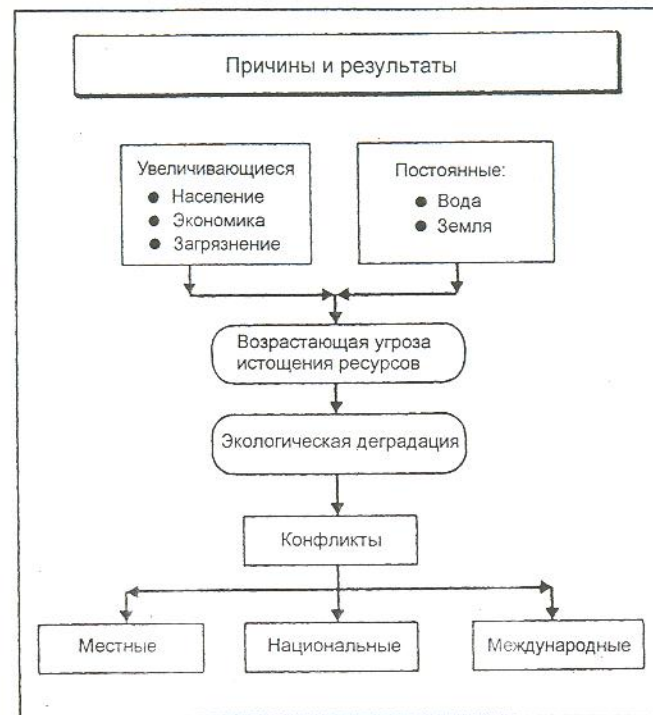 Причины и результаты
Увеличивающиеся
● Население
● Экономика
● Загрязнение
Постоянные:
● Вода
● Земля
Возрастающая угроза
истощения ресурсов
Экологическая деградация
Конфликты
Местные
Национальные
Международные